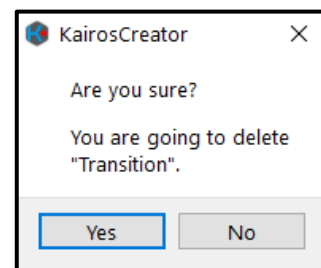 KairosCreator
Are you sure?
You are going to delete
"Transition".
Yes
No